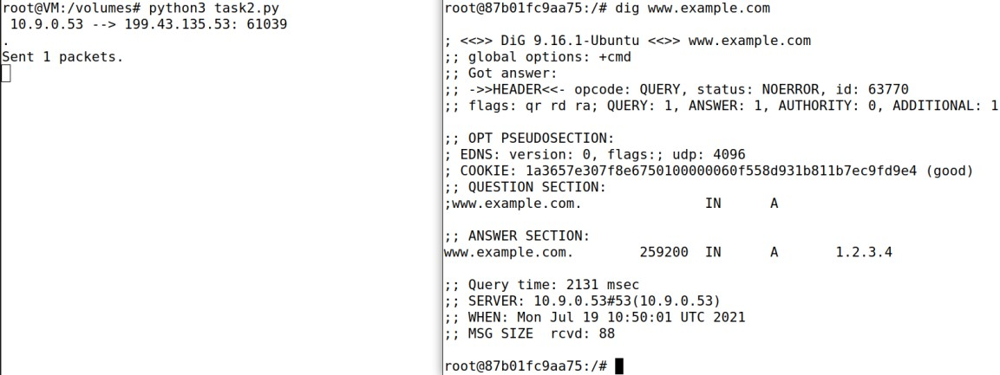 root@VM:/volumes# python3 task2.py
10.9.0.53 --> 199.43.135.53: 61039
.
Sent 1 packets.
root@87b01fc9aa75:/# dig www.example.com

; <<>> DiG 9.16.1-Ubuntu <<>> www.example.com
;; global options: +cmd
;; Got answer:
;; ->>HEADER<<- opcode: QUERY, status: NOERROR, id: 63770
;; flags: qr rd ra; QUERY: 1, ANSWER: 1, AUTHORITY: 0, ADDITIONAL: 1

;; OPT PSEUDOSECTION:
; EDNS: version: 0, flags:; udp: 4096
; COOKIE: 1a3657e307f8e6750100000060f558d931b811b7ec9fd9e4 (good)
;; QUESTION SECTION:
;www.example.com. IN A

;; ANSWER SECTION:
www.example.com. 259200 IN A 1.2.3.4

;; Query time: 2131 msec
;; SERVER: 10.9.0.53#53(10.9.0.53)
;; WHEN: Mon Jul 19 10:50:01 UTC 2021
;; MSG SIZE rcvd: 88

root@87b01fc9aa75:/#